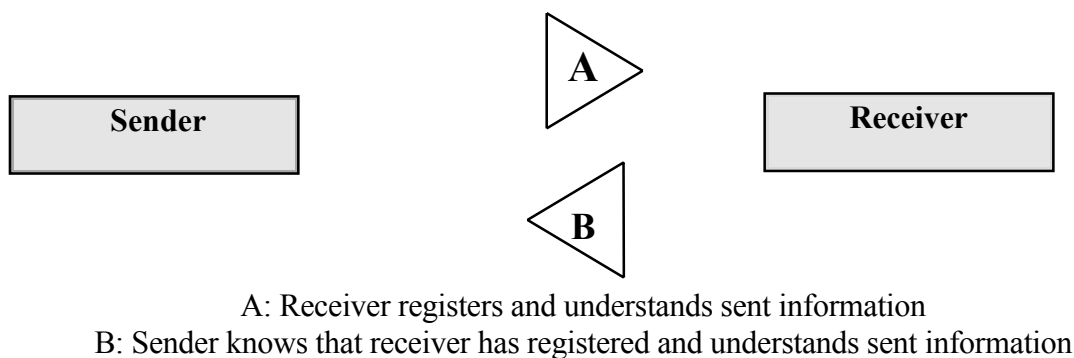 A
Sender
Receiver
B
A: Receiver registers and understands sent information
B: Sender knows that receiver has registered and understands sent information